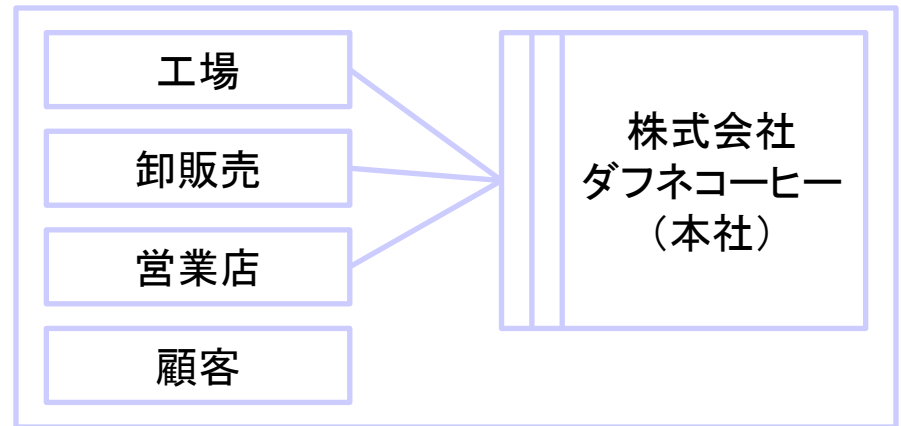 工場
卸販売
営業店
顧客
株式会社
ダフネコーヒー
（本社）